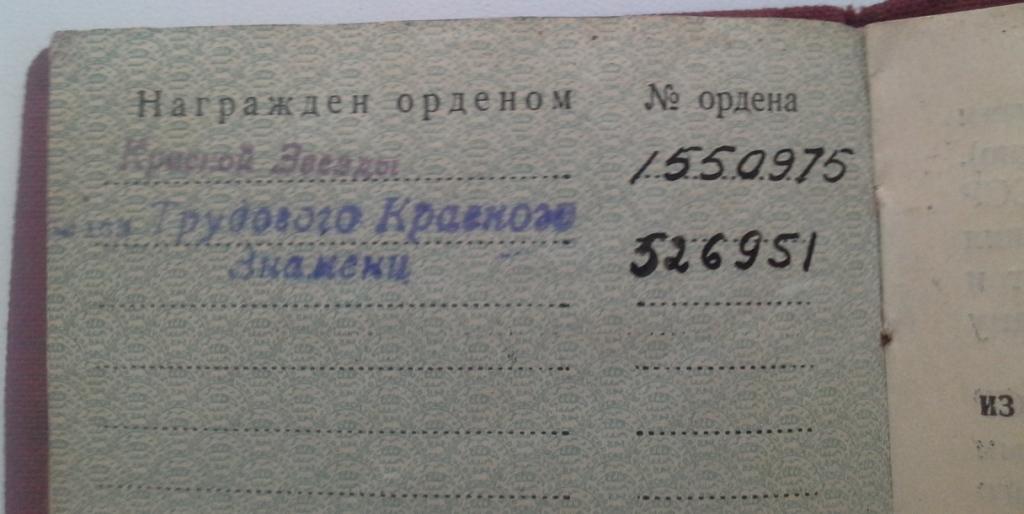 Награжден орденом № ордена
Красной Звезды 1550975
Трудового Красного
Знамени 526951
из